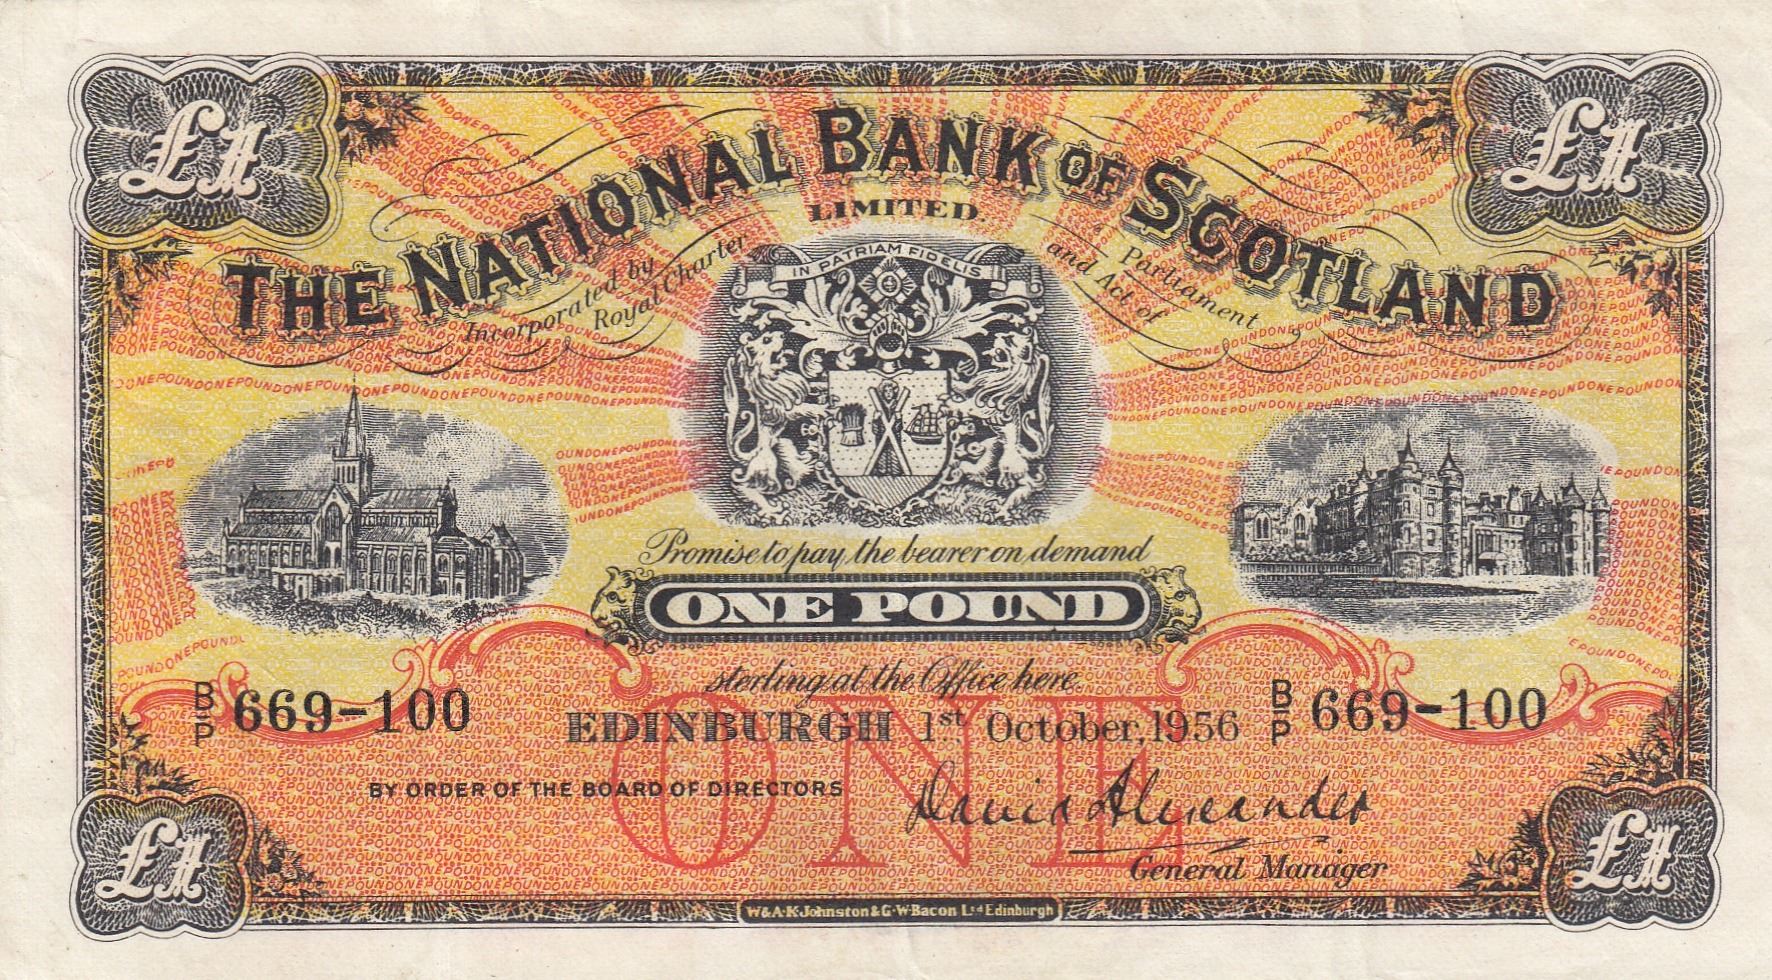 £1 £1
THE NATIONAL BANK OF SCOTLAND
LIMITED.
Incorporated by Royal Charter
and Act of Parliament
IN PATRIAM FIDELIS
Promise to pay the bearer on demand
ONE POUND
sterling at the Office here.
B/P 669-100
EDINBURGH 1st October, 1956
B/P 669-100
BY ORDER OF THE BOARD OF DIRECTORS
David Alexander
General Manager
ONE
£1 £1
W. & A.K. Johnston & G.W. Bacon Ltd Edinburgh